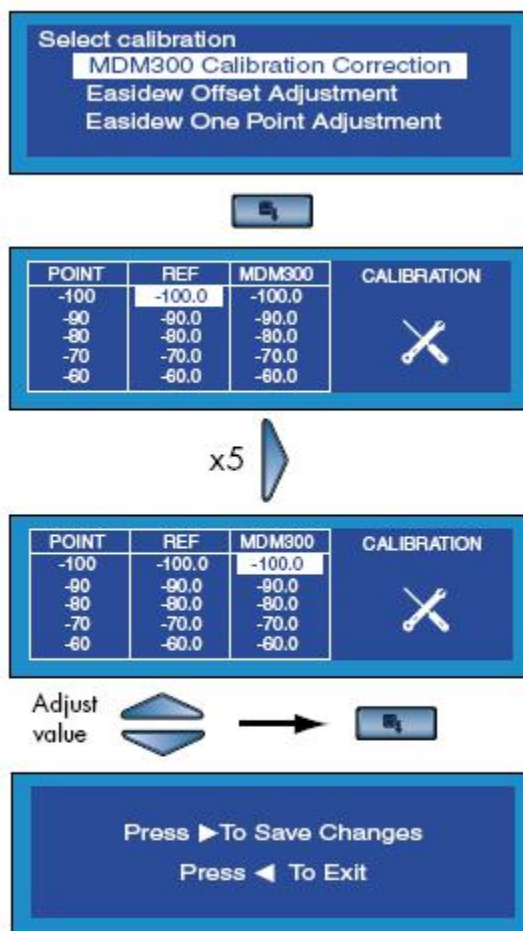 Select calibration
MDM300 Calibration Correction
Easidew Offset Adjustment
Easidew One Point Adjustment
POINT REF MDM300 CALIBRATION
-100 -100.0 -100.0
-90 -90.0 -90.0
-80 -80.0 -80.0
-70 -70.0 -70.0
-60 -60.0 -60.0
x5
POINT REF MDM300 CALIBRATION
-100 -100.0 -100.0
-90 -90.0 -90.0
-80 -80.0 -80.0
-70 -70.0 -70.0
-60 -60.0 -60.0
Adjust
value
Press ▶To Save Changes
Press ◀ To Exit